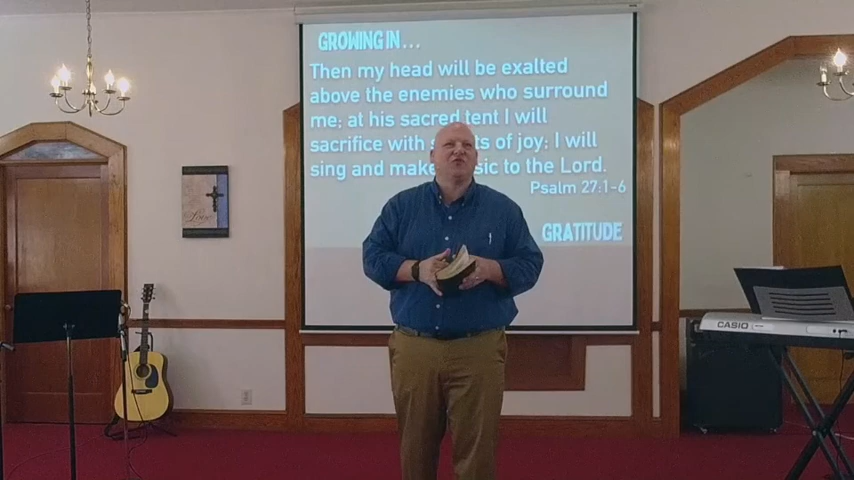 GROWING IN...
Then my head will be exalted
above the enemies who surround
me; at his sacred tent I will
sacrifice with of joy; I will
sing and make to the Lord.
Psalm 27:1-6
GRATITUDE
Love
CASIO